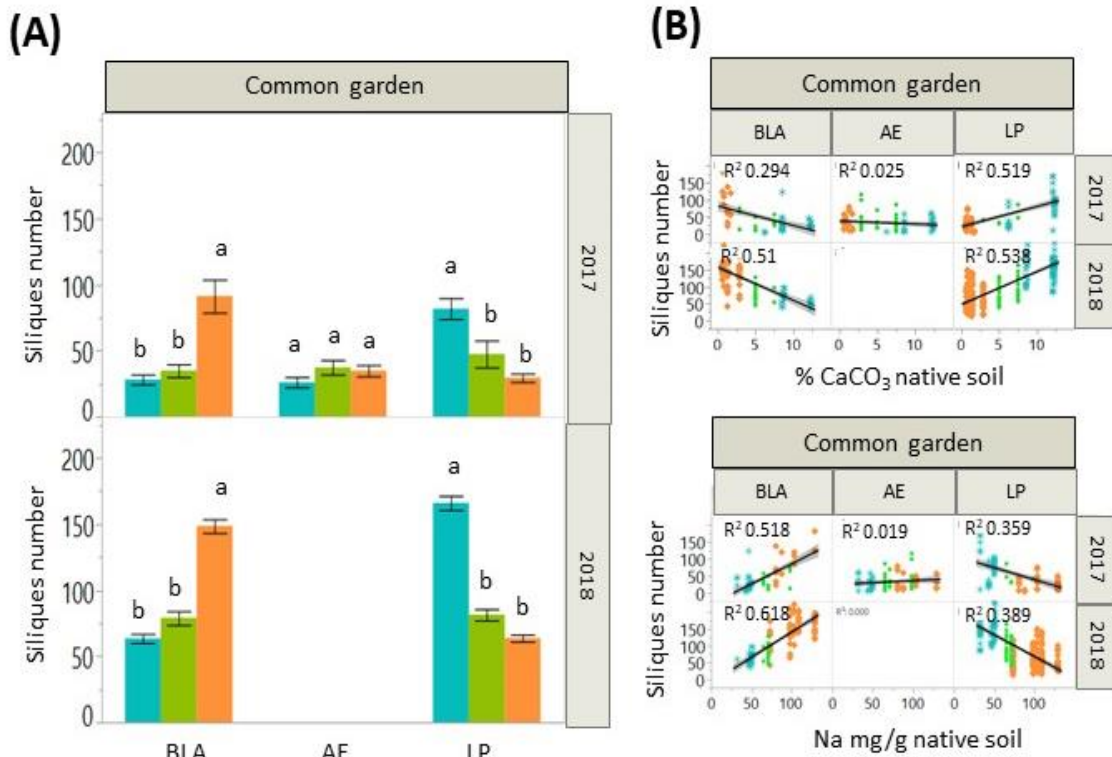 (A)
Common garden
200
150
100
50
0
Siliques number
b b a
a a a
a b b
2017
200
150
100
50
0
Siliques number
b b a
a b b
2018
BLA AE LP
(B)
Common garden
BLA AE LP
R² 0.294 R² 0.025 R² 0.519
150
100
50
0
2017
R² 0.51 R² 0.538
150
100
50
0
2018
Siliques number
0 5 10 0 5 10 0 5 10
% CaCO₃ native soil
Common garden
BLA AE LP
R² 0.518 R² 0.019 R² 0.359
150
100
50
0
2017
R² 0.618 R² 0.000 R² 0.389
150
100
50
0
2018
Siliques number
0 50 100 0 50 100 0 50 100
Na mg/g native soil